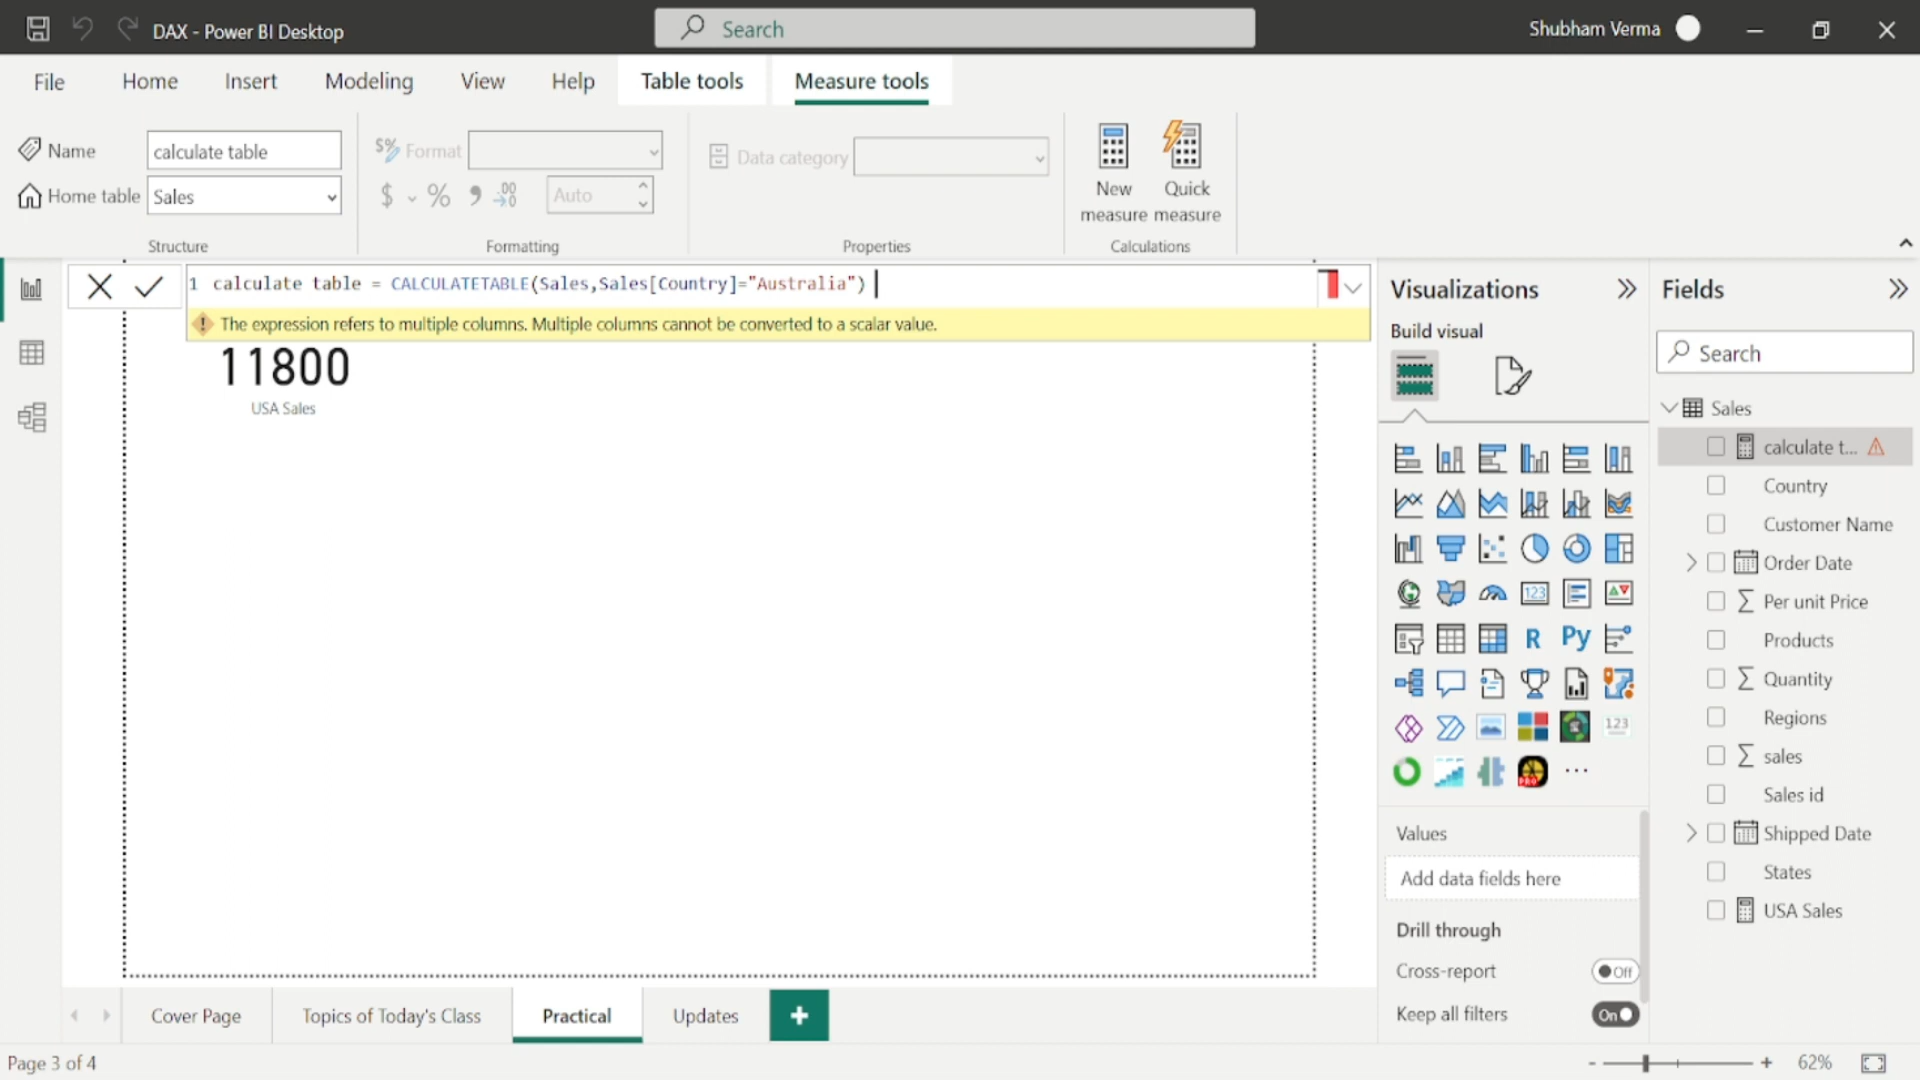 DAX - Power BI Desktop
Search
Shubham Verma
File Home Insert Modeling View Help Table tools Measure tools
Name
calculate table
Home table
Sales
Structure
$% Format
$ % 9 .00 →0
Auto
Formatting
Data category
Properties
New measure
Quick measure
Calculations
1 calculate table = CALCULATETABLE(Sales,Sales[Country]="Australia")
The expression refers to multiple columns. Multiple columns cannot be converted to a scalar value.
11800
USA Sales
Visualizations
Build visual
123
R Py
123
PRO
Values
Add data fields here
Drill through
Cross-report
Off
Keep all filters
On
Fields
Search
Sales
calculate t...
Country
Customer Name
Order Date
Per unit Price
Products
Quantity
Regions
sales
Sales id
Shipped Date
States
USA Sales
Cover Page
Topics of Today's Class
Practical
Updates
+
Page 3 of 4
- + 62%